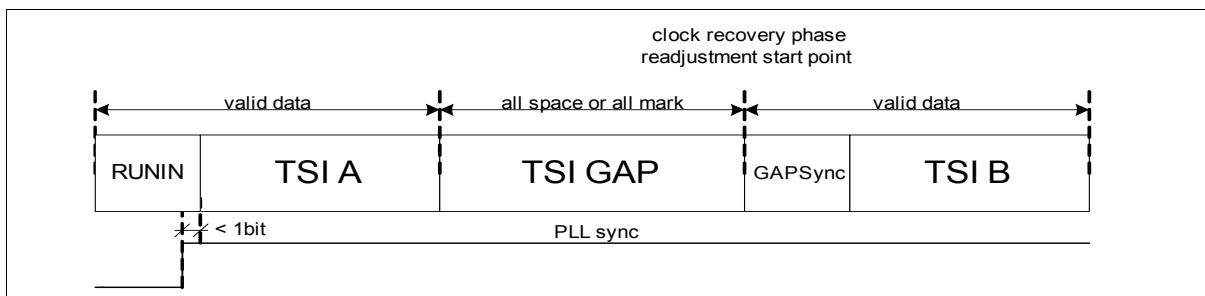 clock recovery phase
readjustment start point
valid data
all space or all mark
valid data
RUNIN
TSI A
TSI GAP
GAPSync
TSI B
< 1bit
PLL sync